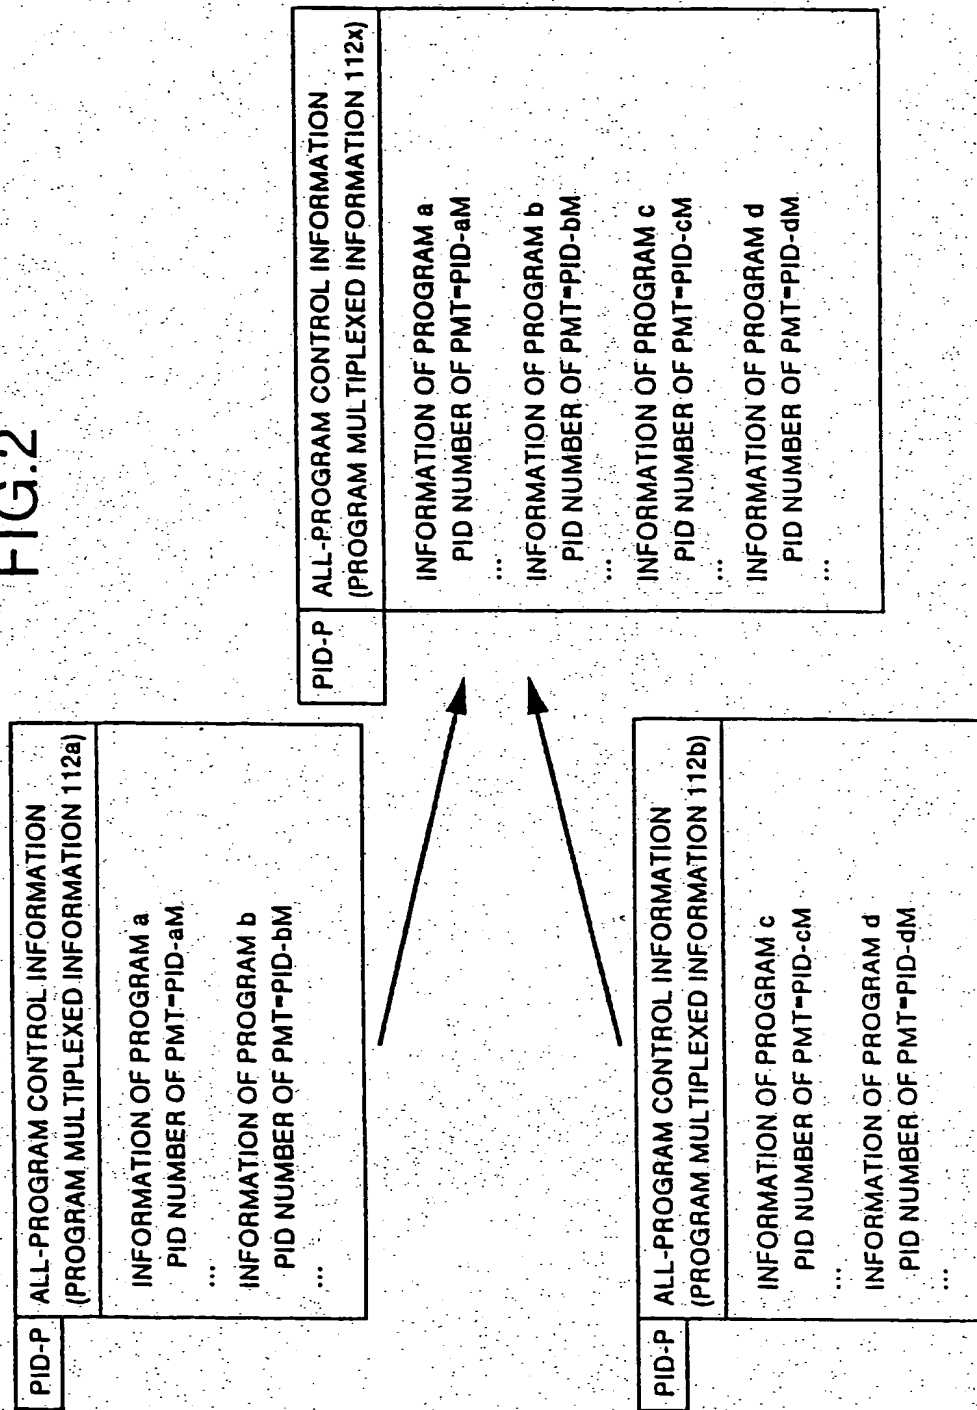 FIG.2
PID-P
ALL-PROGRAM CONTROL INFORMATION
(PROGRAM MULTIPLEXED INFORMATION 112a)
INFORMATION OF PROGRAM a
PID NUMBER OF PMT=PID-aM
...
INFORMATION OF PROGRAM b
PID NUMBER OF PMT=PID-bM
...
PID-P
ALL-PROGRAM CONTROL INFORMATION
(PROGRAM MULTIPLEXED INFORMATION 112b)
INFORMATION OF PROGRAM c
PID NUMBER OF PMT=PID-cM
...
INFORMATION OF PROGRAM d
PID NUMBER OF PMT=PID-dM
...
PID-P
ALL-PROGRAM CONTROL INFORMATION
(PROGRAM MULTIPLEXED INFORMATION 112x)
INFORMATION OF PROGRAM a
PID NUMBER OF PMT=PID-aM
...
INFORMATION OF PROGRAM b
PID NUMBER OF PMT=PID-bM
...
INFORMATION OF PROGRAM c
PID NUMBER OF PMT=PID-cM
...
INFORMATION OF PROGRAM d
PID NUMBER OF PMT=PID-dM
...